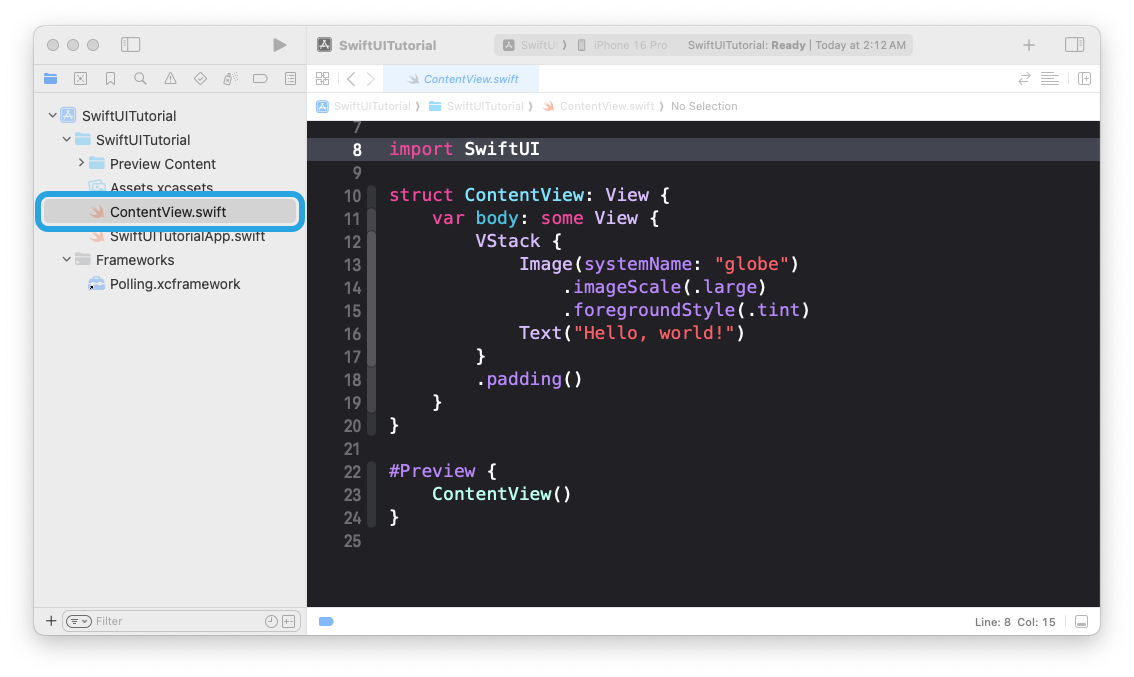 SwiftUITutorial
SwiftU
iPhone 16 Pro
SwiftUITutorial: Ready | Today at 2:12 AM
ContentView.swift
SwiftUITutorial
SwiftUITutorial
ContentView.swift
No Selection
SwiftUITutorial
SwiftUITutorial
Preview Content
Assets.xcassets
ContentView.swift
SwiftUITutorialApp.swift
Frameworks
Polling.xcframework
Filter
7
8 import SwiftUI
9
10 struct ContentView: View {
11     var body: some View {
12         VStack {
13             Image(systemName: "globe")
14                 .imageScale(.large)
15                 .foregroundStyle(.tint)
16             Text("Hello, world!")
17         }
18         .padding()
19     }
20 }
21
22 #Preview {
23     ContentView()
24 }
25
Line: 8 Col: 15